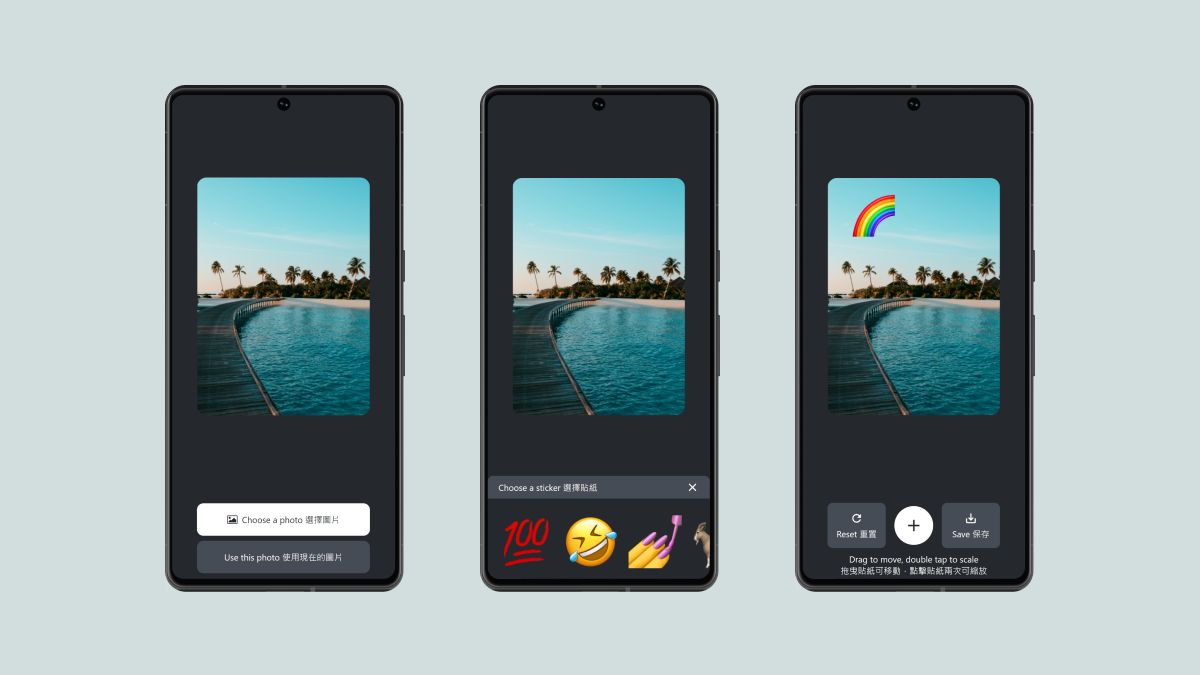 Choose a photo 選擇圖片
Use this photo 使用現在的圖片
Choose a sticker 選擇貼紙
100
Reset 重置
Save 保存
Drag to move, double tap to scale
拖曳貼紙可移動，點擊貼紙兩次可縮放